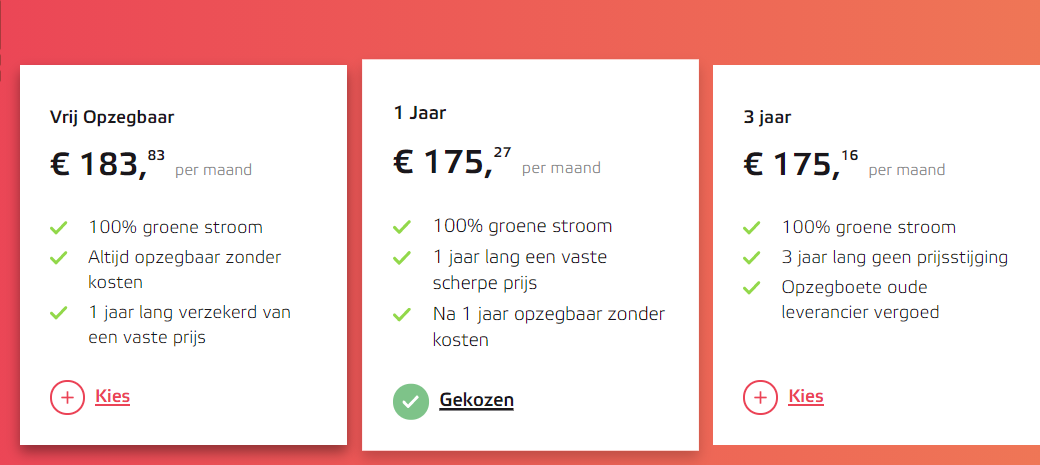 Vrij Opzegbaar
€ 183,83 per maand
100% groene stroom
Altijd opzegbaar zonder
kosten
1 jaar lang verzekerd van
een vaste prijs
Kies
1 Jaar
€ 175,27 per maand
100% groene stroom
1 jaar lang een vaste
scherpe prijs
Na 1 jaar opzegbaar zonder
kosten
Gekozen
3 jaar
€ 175,16 per maand
100% groene stroom
3 jaar lang geen prijsstijging
Opzegboete oude
leverancier vergoed
Kies